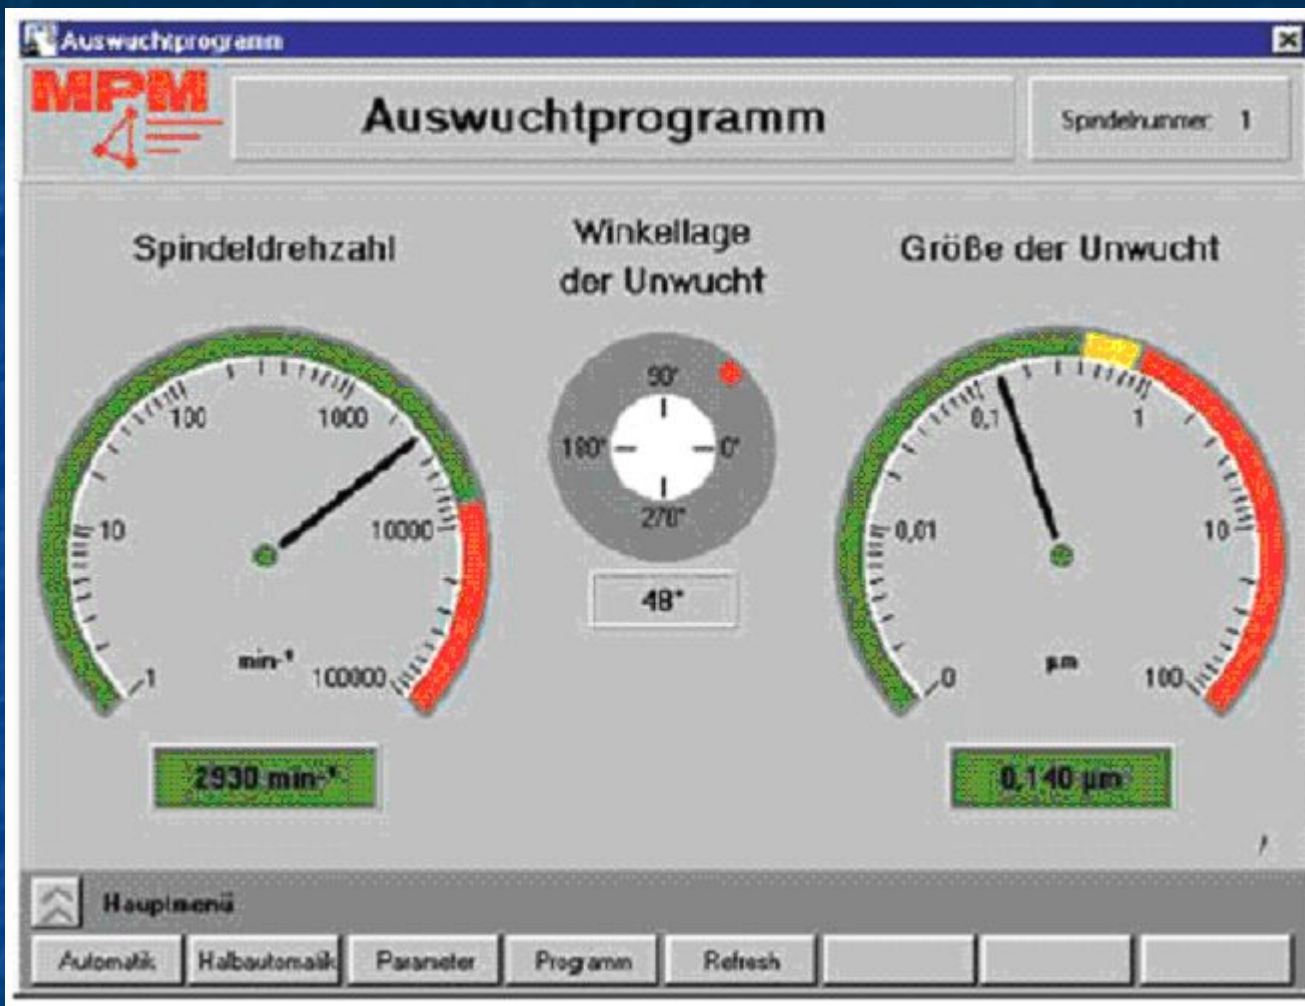 Auswuchtprogramm
MPM
Auswuchtprogramm
Spindelnummer: 1
Spindeldrehzahl
Winkellage
der Unwucht
Größe der Unwucht
1
10
100
1000
10000
100000
min-¹
2930 min-¹
90°
180°
0°
270°
48°
0
0,01
0,1
1
10
100
µm
0,140 µm
Hauptmenü
Automatik
Halbautomatik
Parameter
Programm
Refresh